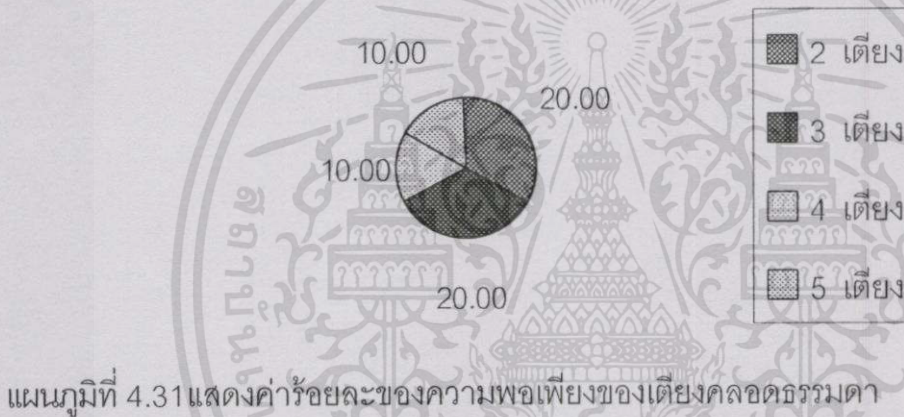 10.00
20.00
10.00
20.00
2 เตียง
3 เตียง
4 เตียง
5 เตียง
แผนภูมิที่ 4.31แสดงค่าร้อยละของความพอเพียงของเตียงคลอดธรรมดา